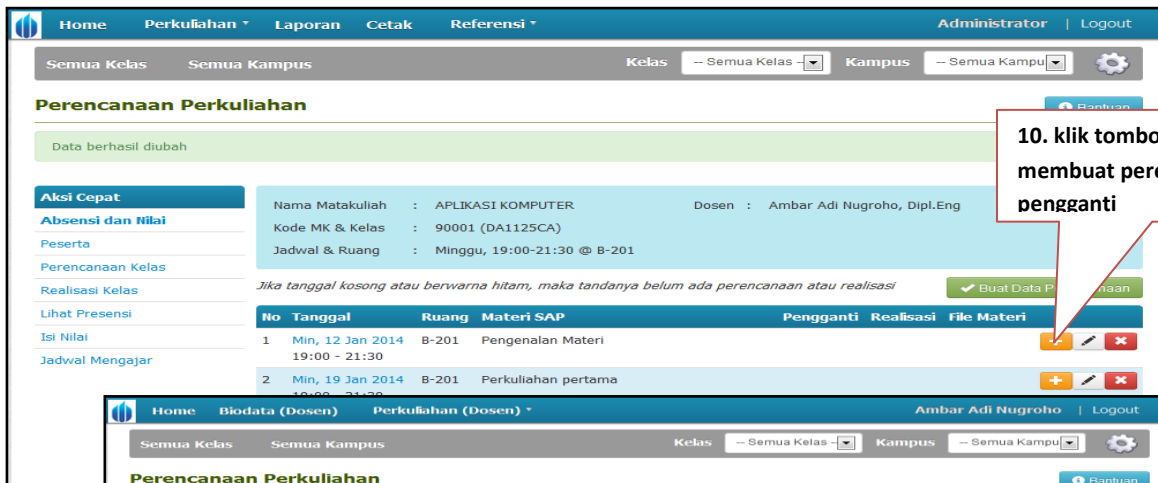 Home Perkuliahan Laporan Cetak Referensi Administrator | Logout
Semua Kelas Semua Kampus Kelas -- Semua Kelas - Kampus -- Semua Kampu
Perencanaan Perkuliahan Bantuan
Data berhasil diubah
10. klik tombo
membuat pere
pengganti
Aksi Cepat
Absensi dan Nilai
Peserta
Perencanaan Kelas
Realisasi Kelas
Lihat Presensi
Isi Nilai
Jadwal Mengajar
Nama Matakuliah : APLIKASI KOMPUTER Dosen : Ambar Adi Nugroho, Dipl.Eng
Kode MK & Kelas : 90001 (DA1125CA)
Jadwal & Ruang : Minggu, 19:00-21:30 @ B-201
Jika tanggal kosong atau berwarna hitam, maka tandanya belum ada perencanaan atau realisasi
Buat Data P naan
No Tanggal Ruang Materi SAP Pengganti Realisasi File Materi
1 Min, 12 Jan 2014 B-201 Pengenalan Materi
19:00 - 21:30
2 Min, 19 Jan 2014 B-201 Perkuliahan pertama
Home Biodata (Dosen) Perkuliahan (Dosen) Ambar Adi Nugroho | Logout
Semua Kelas Semua Kampus Kelas -- Semua Kelas - Kampus -- Semua Kampu
Perencanaan Perkuliahan Bantuan